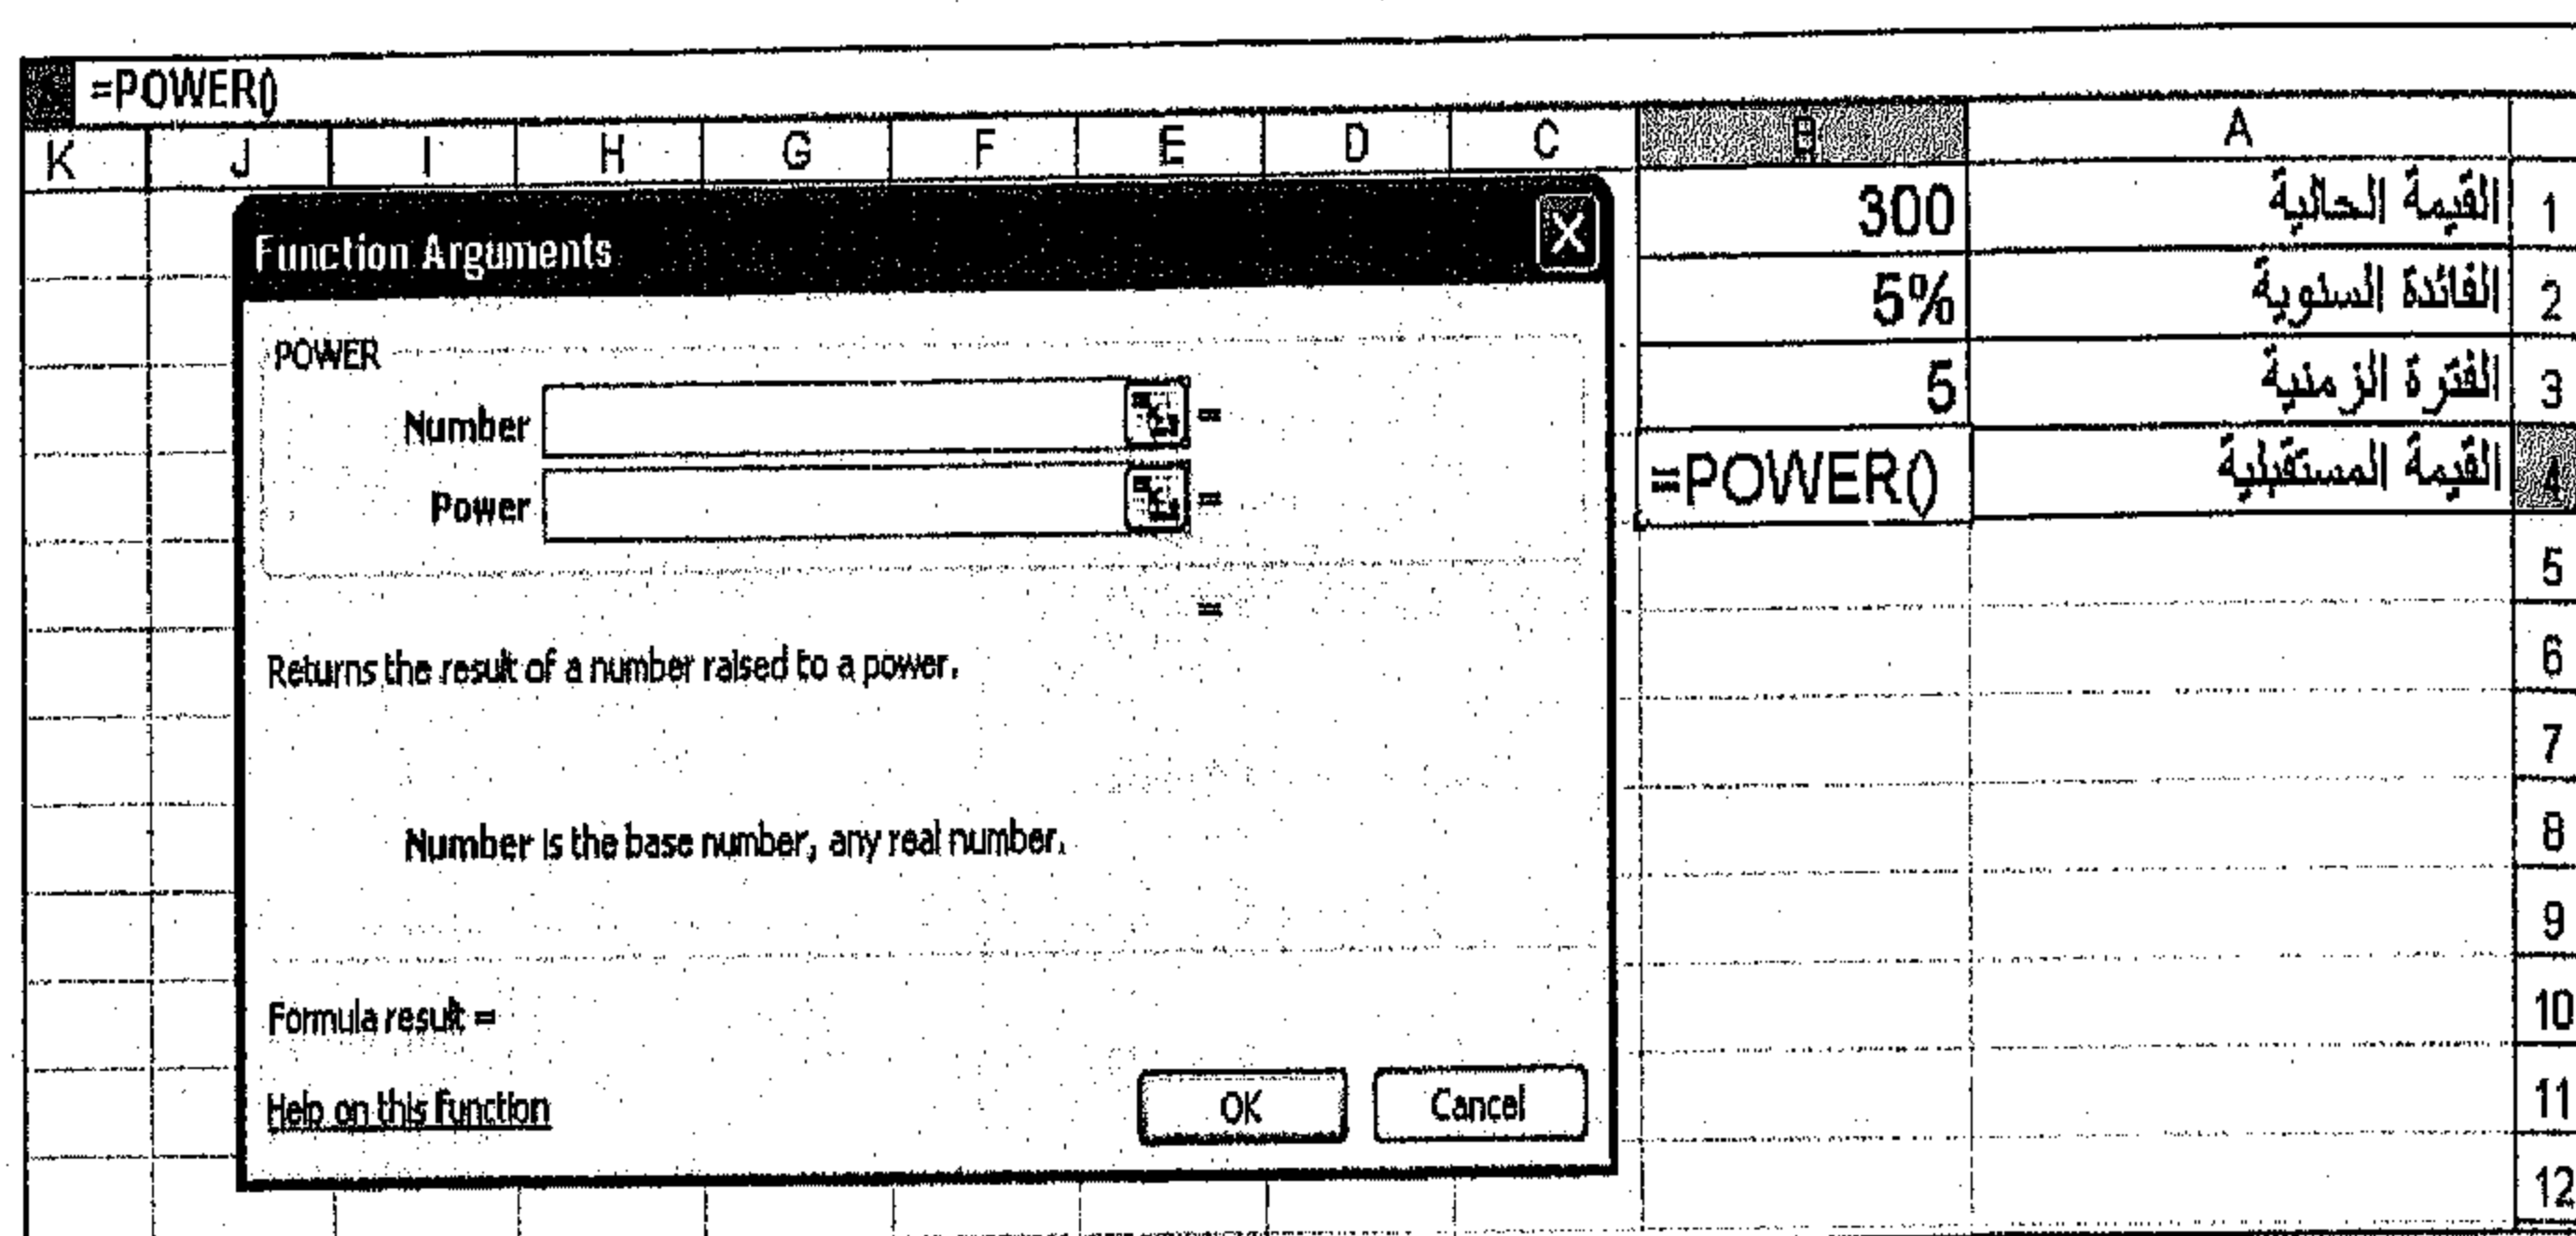 =POWER()
K J I H G F E D C B A
القيمة الحالية 300 1
الفائدة السنوية 5% 2
الفترة الزمنية 5 3
القيمة المستقبلية =POWER() 4
5
6
7
8
9
10
11
12
Function Arguments X
POWER
Number =
Power =
=
Returns the result of a number raised to a power.
Number is the base number, any real number.
Formula result =
Help on this function OK Cancel